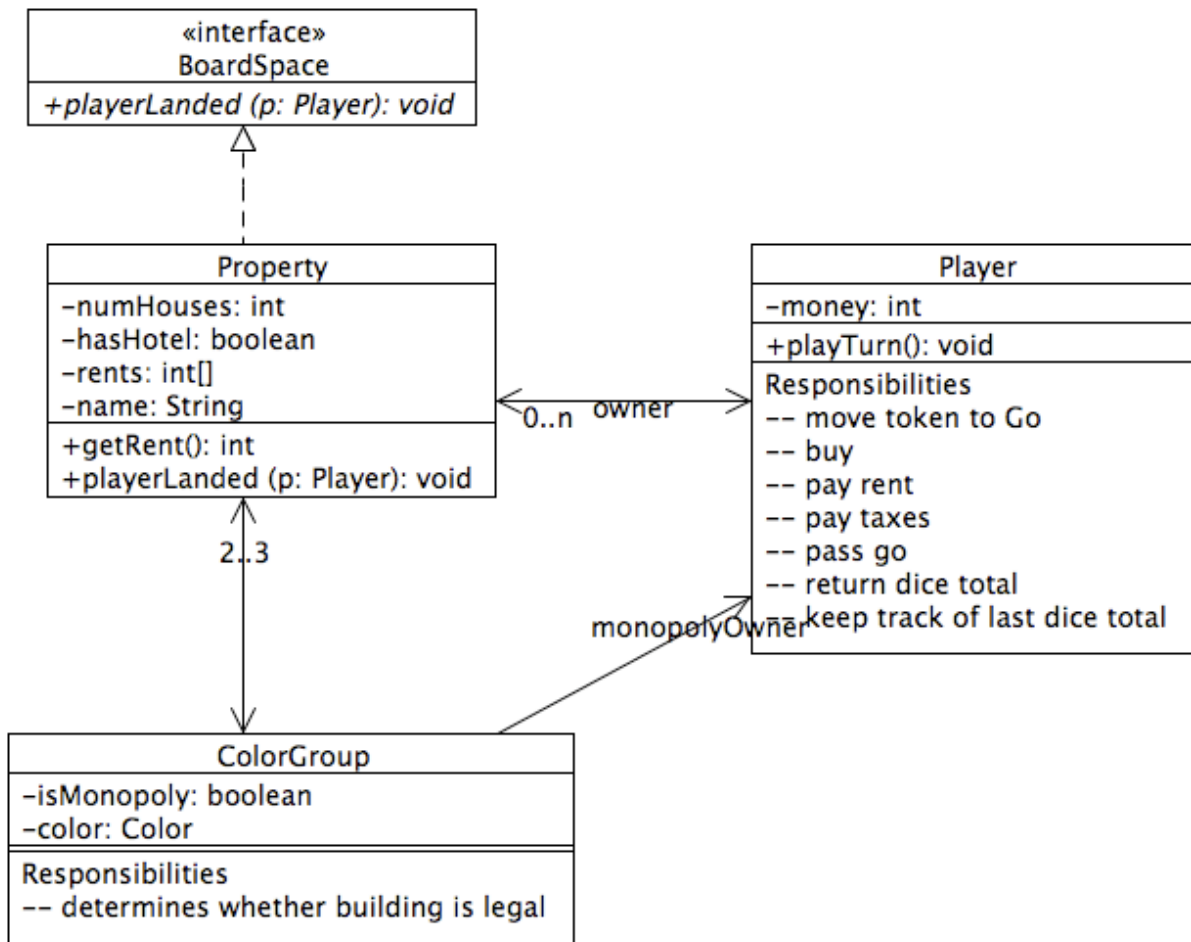 «interface»
BoardSpace
+playerLanded (p: Player): void
Property
-numHouses: int
-hasHotel: boolean
-rents: int[]
-name: String
+getRent(): int
+playerLanded (p: Player): void
Player
-money: int
+playTurn(): void
Responsibilities
-- move token to Go
-- buy
-- pay rent
-- pay taxes
-- pass go
-- return dice total
-- keep track of last dice total
0..n
owner
2..3
monopolyOwner
ColorGroup
-isMonopoly: boolean
-color: Color
Responsibilities
-- determines whether building is legal